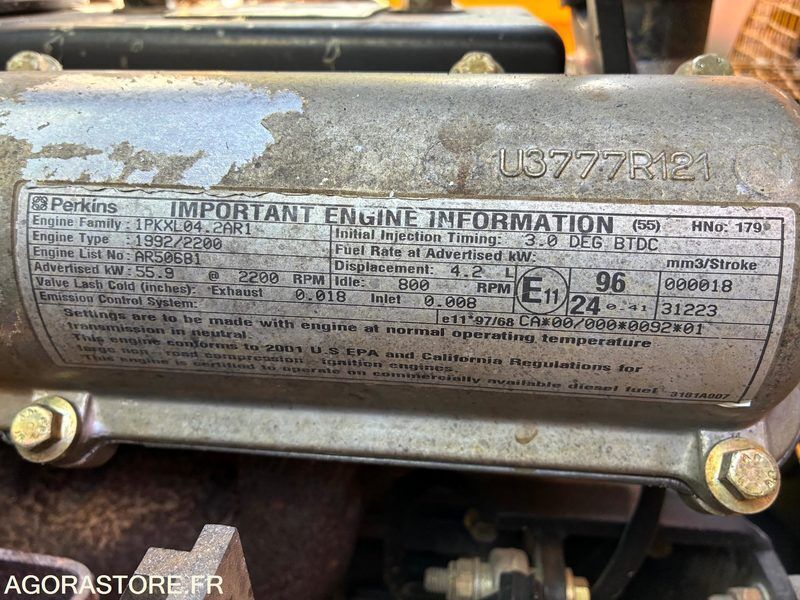 U3777R121
Perkins IMPORTANT ENGINE INFORMATION (55) HNo: 179
Engine Family : 1PKXL04.2AR1 Initial Injection Timing: 3.0 DEG.BTDC
Engine Type : 1992/2200 Fuel Rate at Advertised kW: mm3/Stroke
Engine List No: AR50681 Displacement: 4.2 L E11 96 000018
Advertised kW: 55.9 @ 2200 RPM Idle: 800 RPM 24 0.41 31223
Valve Lash Cold (inches): Exhaust 0.018 Inlet 0.008
Emission Control System: e11*97/68 CA*00/000*0092*01
Settings are to be made with engine at normal operating temperature
transmission in neutral.
This engine conforms to 2001 U.S EPA and California Regulations for
large non-road compression-ignition engines.
This engine is certified to operate on commercially available diesel fuel 3181A007
AGORASTORE.FR